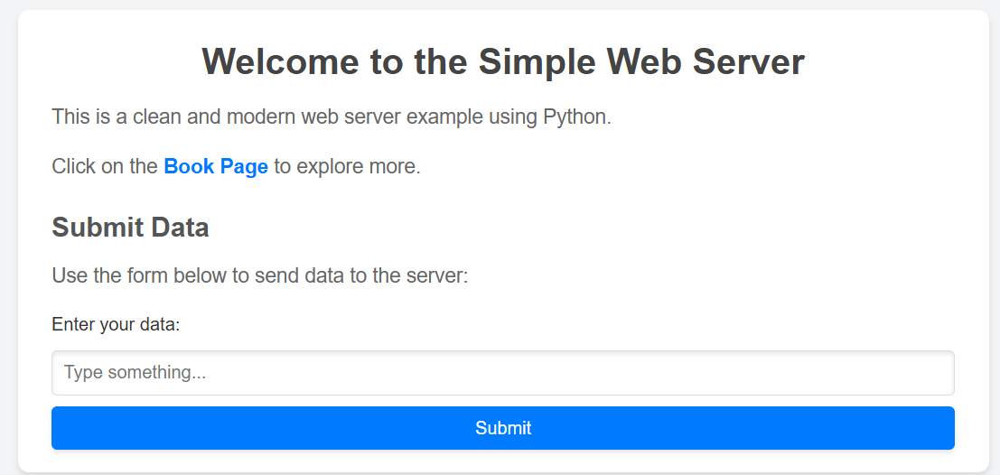 Welcome to the Simple Web Server
This is a clean and modern web server example using Python.
Click on the Book Page to explore more.
Submit Data
Use the form below to send data to the server:
Enter your data:
Type something...
Submit